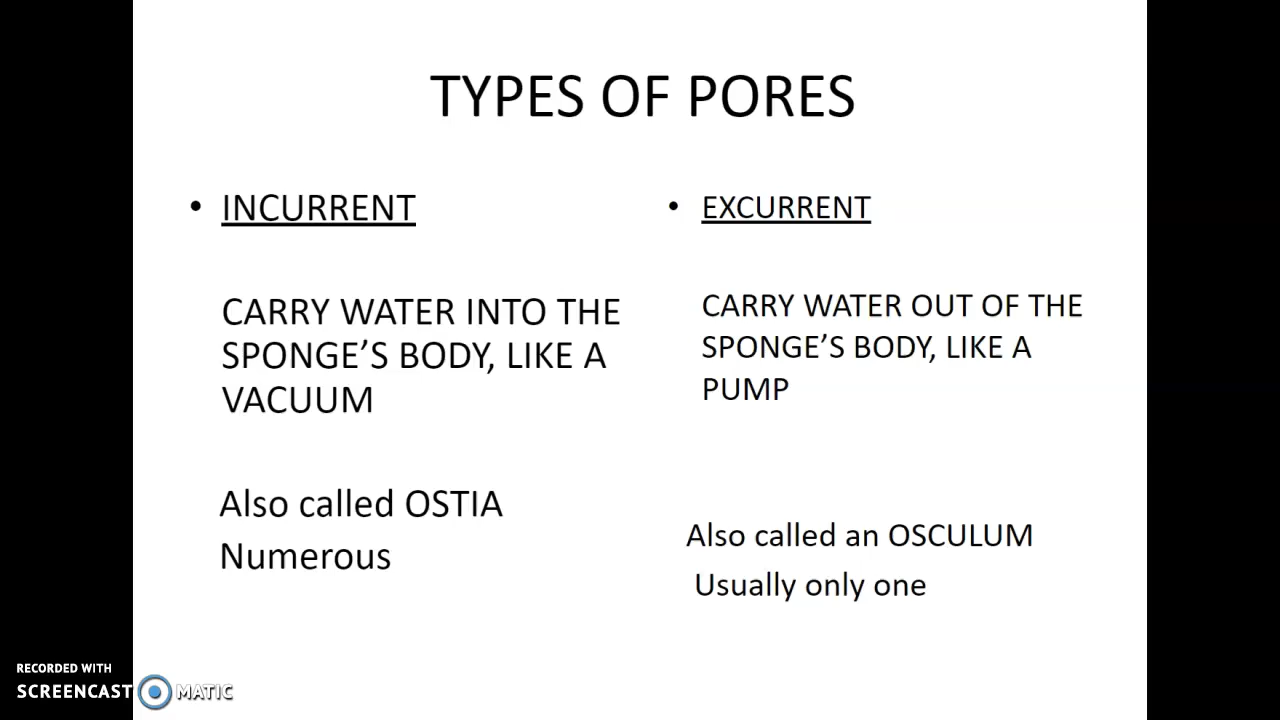 TYPES OF PORES
• INCURRENT
CARRY WATER INTO THE
SPONGE’S BODY, LIKE A
VACUUM
Also called OSTIA
Numerous
• EXCURRENT
CARRY WATER OUT OF THE
SPONGE’S BODY, LIKE A
PUMP
Also called an OSCULUM
Usually only one
RECORDED WITH
SCREENCAST MATIC